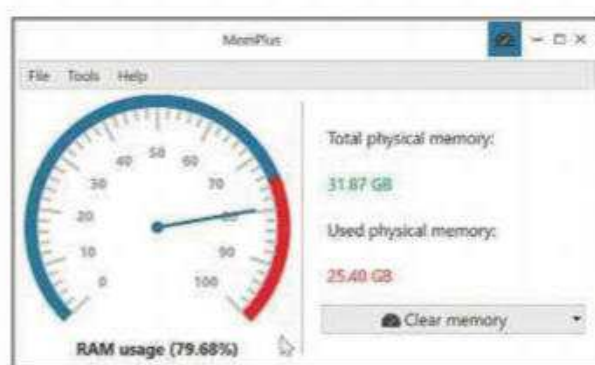 MemPlus
File Tools Help
Total physical memory:
31.87 GB
Used physical memory:
25.40 GB
Clear memory
0
10
20
30
40
50
60
70
90
100
RAM usage (79.68%)